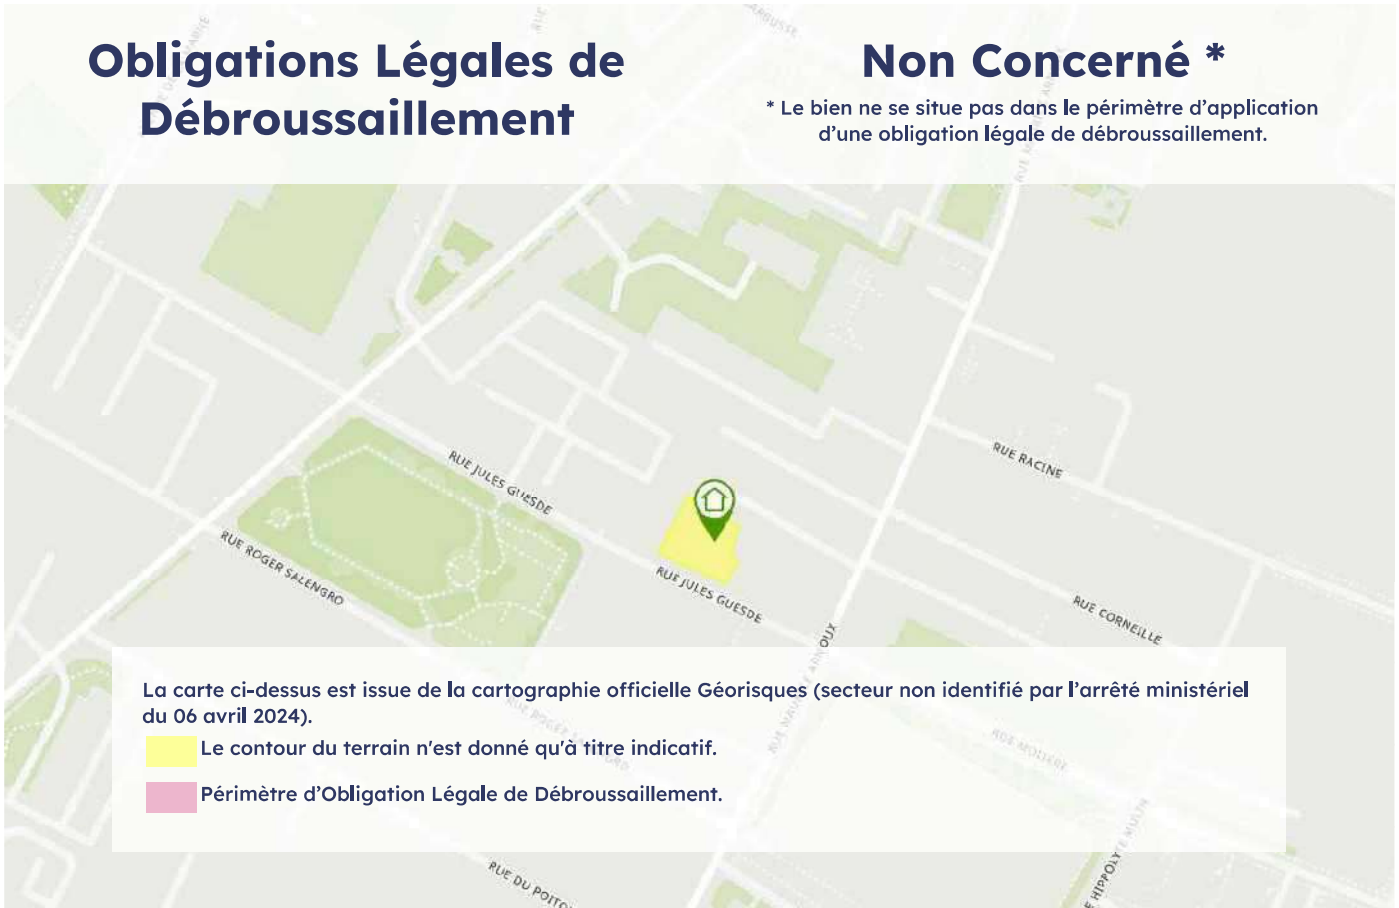 Obligations Légales de
Débroussaillement
Non Concerné *
* Le bien ne se situe pas dans le périmètre d’application
d’une obligation légale de débroussaillement.
RUE RACINE
RUE JULES GUESDE
RUE ROGER SALENGRO
RUE JULES GUESDE
RUE CORNEILLE
La carte ci-dessus est issue de la cartographie officielle Géorisques (secteur non identifié par l’arrêté ministériel
du 06 avril 2024).
RUE MOLIÈRE
Le contour du terrain n'est donné qu'à titre indicatif.
Périmètre d’Obligation Légale de Débroussaillement.
RUE DU POITOU